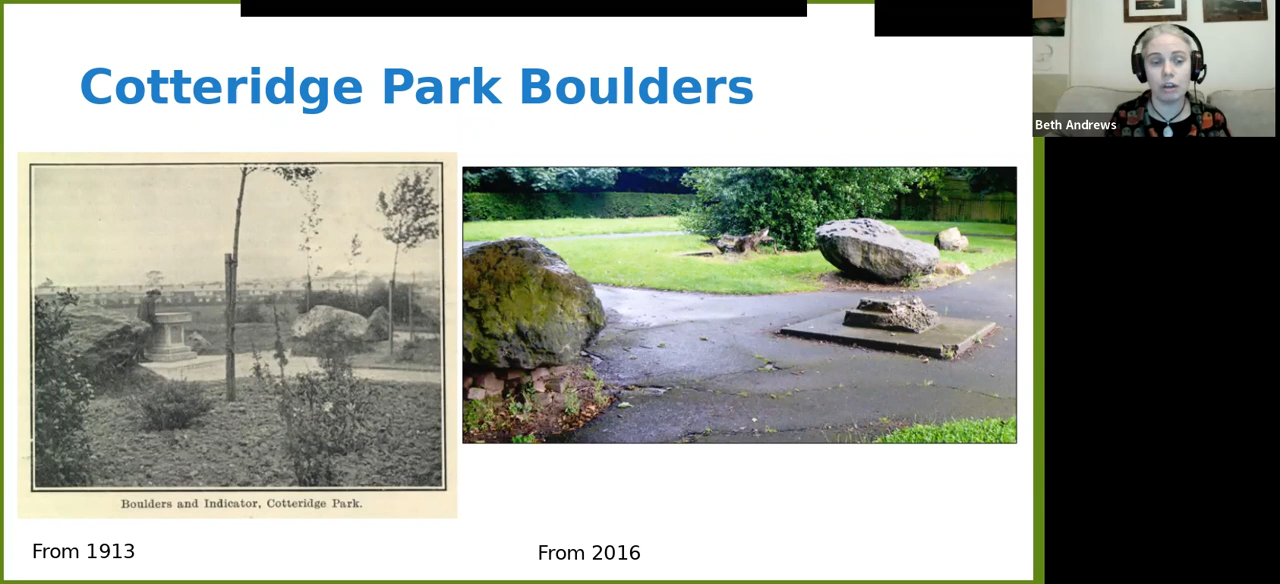 Cotteridge Park Boulders
Beth Andrews
Boulders and Indicator, Cotteridge Park.
From 1913
From 2016